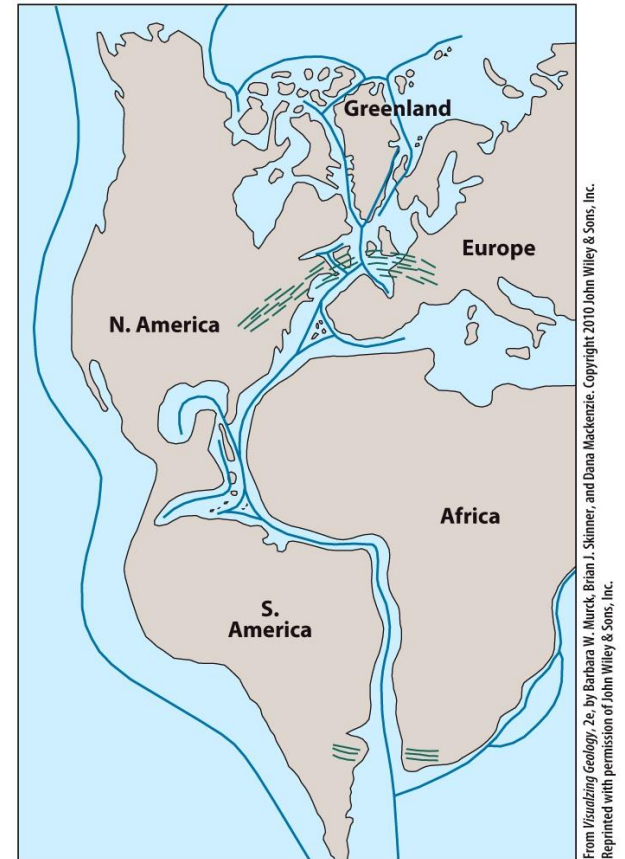 Greenland
Europe
N. America
Africa
S.
America
From Visualzing Geology, 2e, by Barbara W. Murck, Brian J. Skinner, and Dana Mackenzie. Copyright 2010 John Wiley & Sons, Inc.
Reprinted with permission of John Wiley & Sons, Inc.